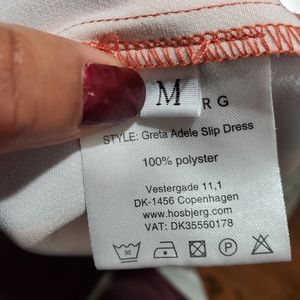 M
RG
STYLE: Greta Adele Slip Dress
100% polyster
Vestergade 11,1
DK-1456 Copenhagen
www.hosbjerg.com
VAT: DK35550178
30
P